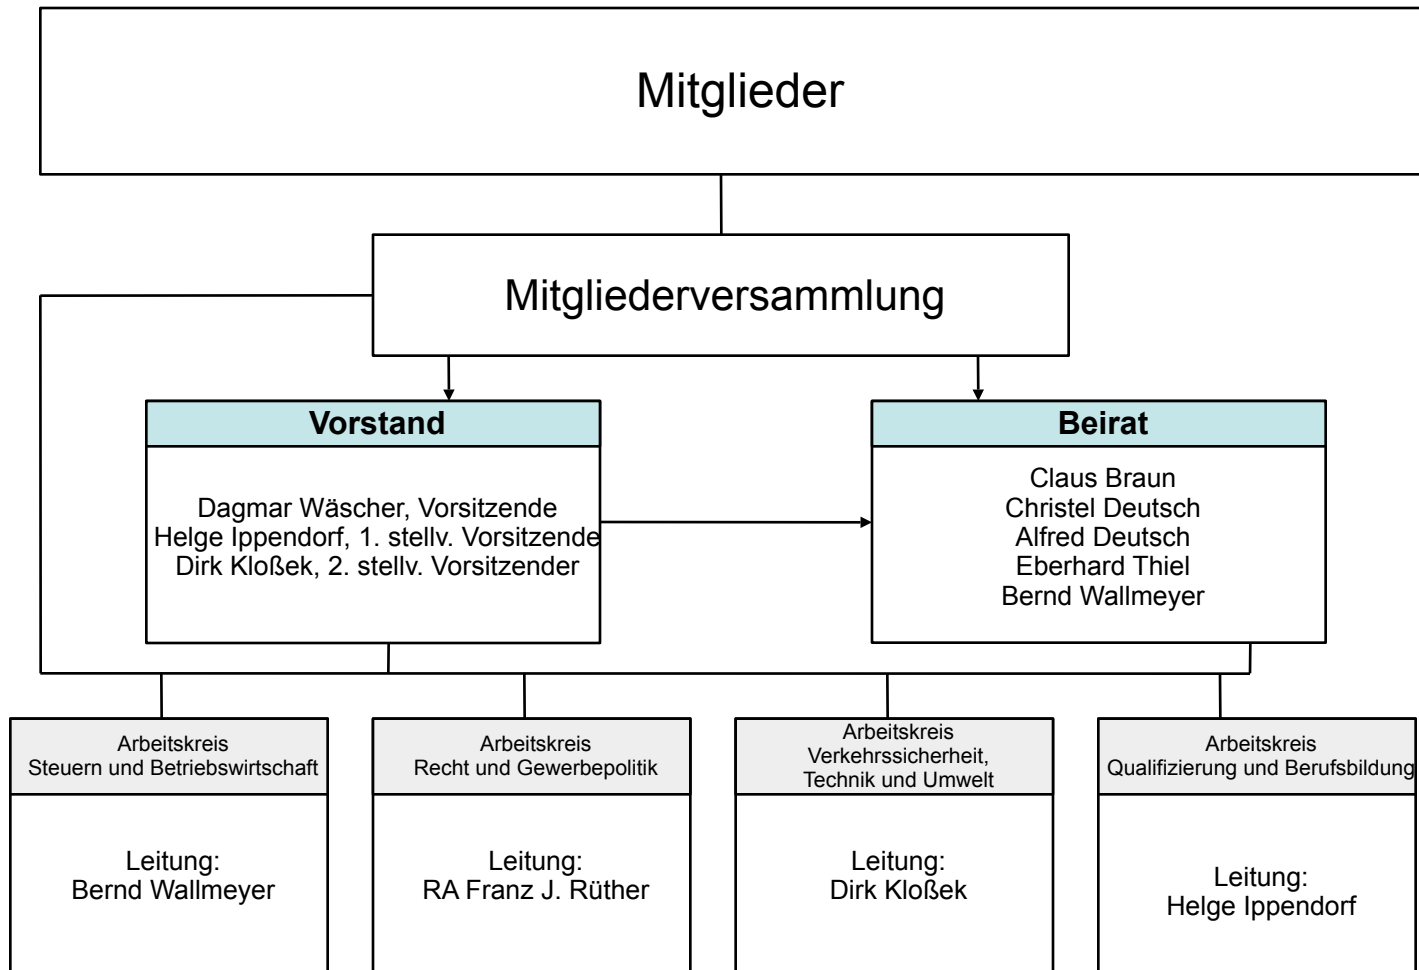 Mitglieder
Mitgliederversammlung
Vorstand
Dagmar Wäscher, Vorsitzende
Helge Ippendorf, 1. stellv. Vorsitzende
Dirk Kloßek, 2. stellv. Vorsitzender
Beirat
Claus Braun
Christel Deutsch
Alfred Deutsch
Eberhard Thiel
Bernd Wallmeyer
Arbeitskreis
Steuern und Betriebswirtschaft
Leitung:
Bernd Wallmeyer
Arbeitskreis
Recht und Gewerbepolitik
Leitung:
RA Franz J. Rüther
Arbeitskreis
Verkehrssicherheit,
Technik und Umwelt
Leitung:
Dirk Kloßek
Arbeitskreis
Qualifizierung und Berufsbildung
Leitung:
Helge Ippendorf